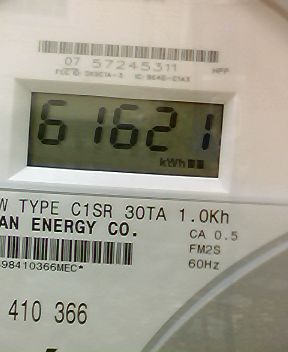 07 57245311
HPP
61621
kWh
W TYPE C1SR 30TA 1.0Kh
AN ENERGY CO.
CA 0.5
FM2S
60Hz
98410366MEC*
410 366